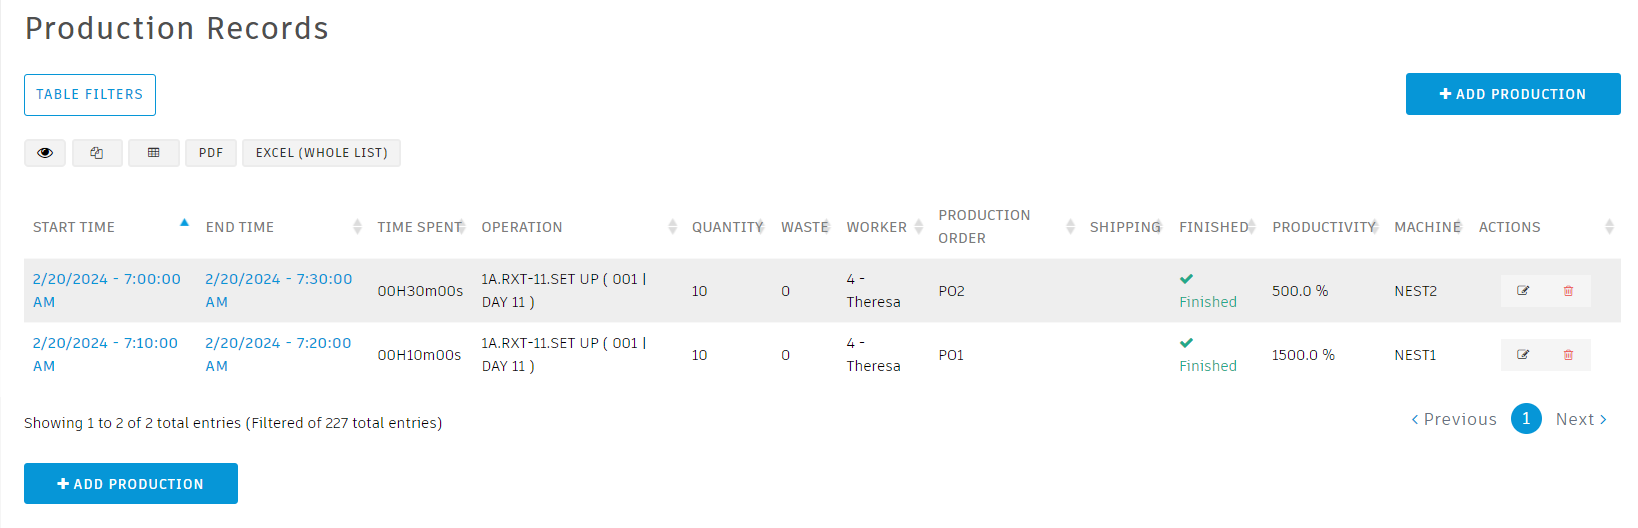 Production Records
TABLE FILTERS
ADD PRODUCTION
PDF
EXCEL (WHOLE LIST)
START TIME END TIME TIME SPENT OPERATION QUANTITY WASTE WORKER PRODUCTION ORDER SHIPPING FINISHED PRODUCTIVITY MACHINE ACTIONS
2/20/2024 - 7:00:00 2/20/2024 - 7:30:00 1A.RXT-11.SET UP ( 001 | 4 -
AM AM 00H30m00s DAY 11 ) 10 0 Theresa PO2 Finished 500.0 % NEST2
2/20/2024 - 7:10:00 2/20/2024 - 7:20:00 1A.RXT-11.SET UP ( 001 | 4 -
AM AM 00H10m00s DAY 11 ) 10 0 Theresa PO1 Finished 1500.0 % NEST1
Showing 1 to 2 of 2 total entries (Filtered of 227 total entries)
Previous 1 Next
ADD PRODUCTION